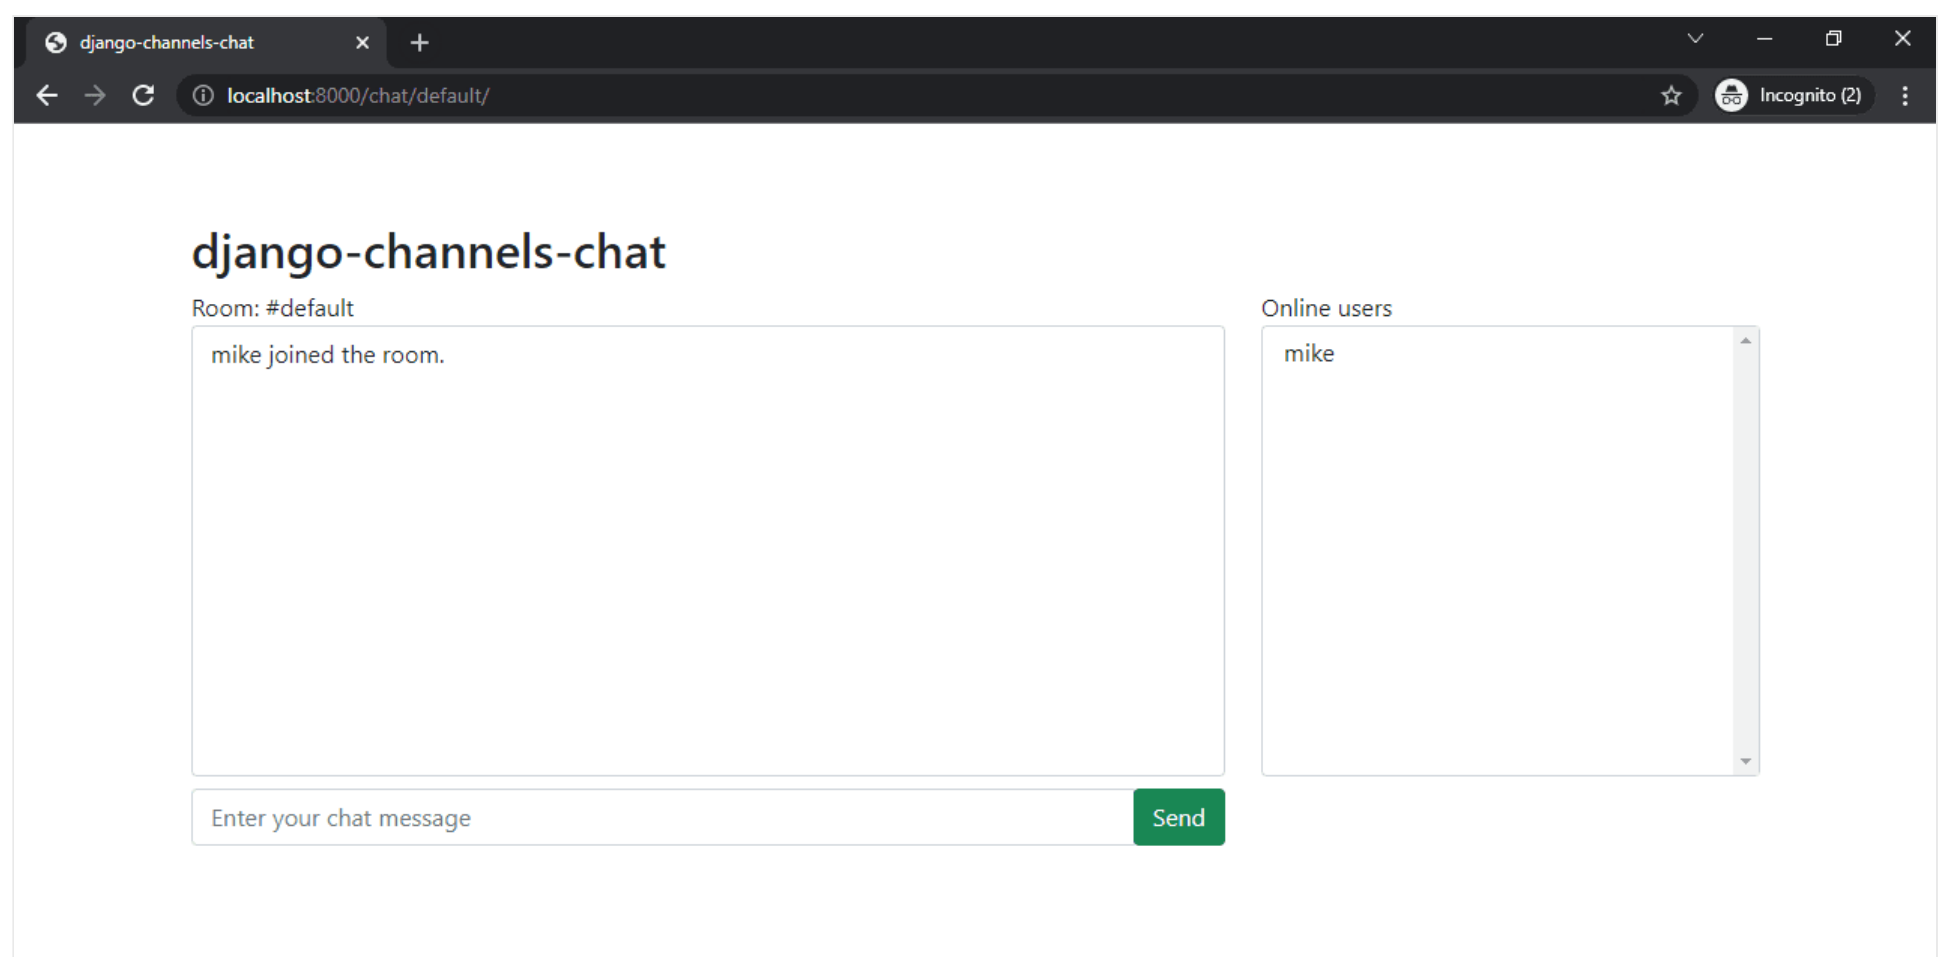 django-channels-chat
localhost:8000/chat/default/
Incognito (2)
django-channels-chat
Room: #default
Online users
mike joined the room.
mike
Enter your chat message
Send